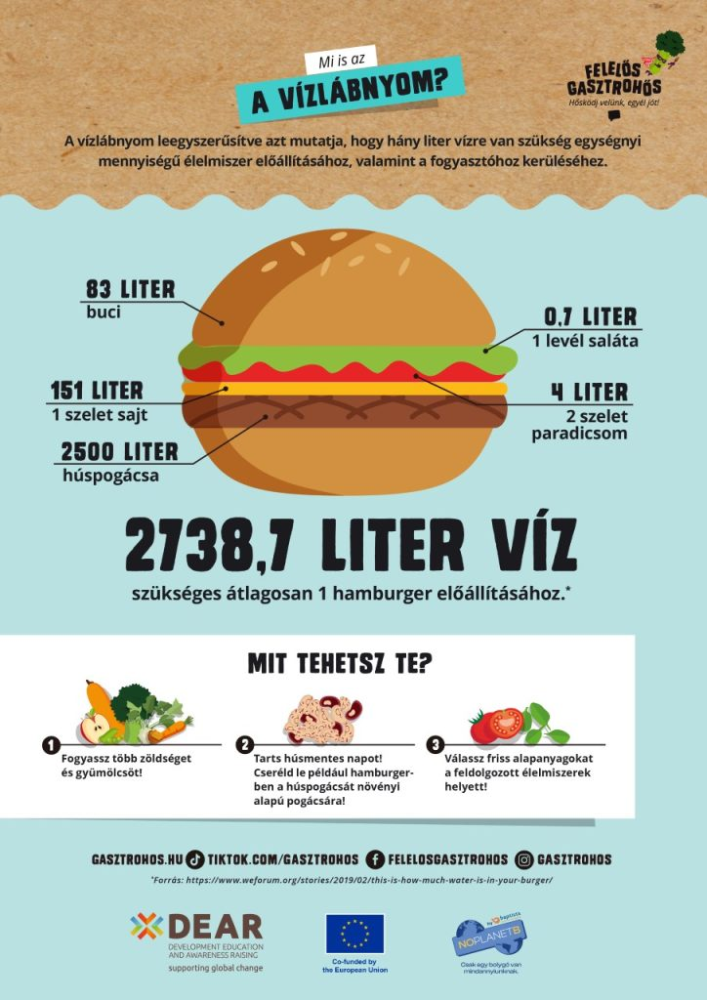 Mi is az
A VÍZLÁBNYOM?
FELELŐS
GASZTROHŐS
Hősködj velünk, egyél jót!
A vízlábnyom leegyszerűsítve azt mutatja, hogy hány liter vízre van szükség egységnyi
mennyiségű élelmiszer előállításához, valamint a fogyasztóhoz kerüléséhez.
83 LITER
buci
0,7 LITER
1 levél saláta
151 LITER
1 szelet sajt
4 LITER
2 szelet
paradicsom
2500 LITER
húspogácsa
2738,7 LITER VÍZ
szükséges átlagosan 1 hamburger előállításához.*
MIT TEHETSZ TE?
1
Fogyassz több zöldséget
és gyümölcsöt!
2
Tarts húsmentes napot!
Cseréld le például hamburger-
ben a húspogácsát növényi
alapú pogácsára!
3
Válassz friss alapanyagokat
a feldolgozott élelmiszerek
helyett!
GASZTROHOS.HU TIKTOK.COM/GASZTROHOS FELELOSGASZTROHOS GASZTROHOS
*Forrás: https://www.weforum.org/stories/2019/02/this-is-how-much-water-is-in-your-burger/
DEAR
DEVELOPMENT EDUCATION
AND AWARENESS RAISING
supporting global change
Co-funded by
the European Union
by baptista
NOPLANETB
Csak egy bolygó van
mindannyiunknak.